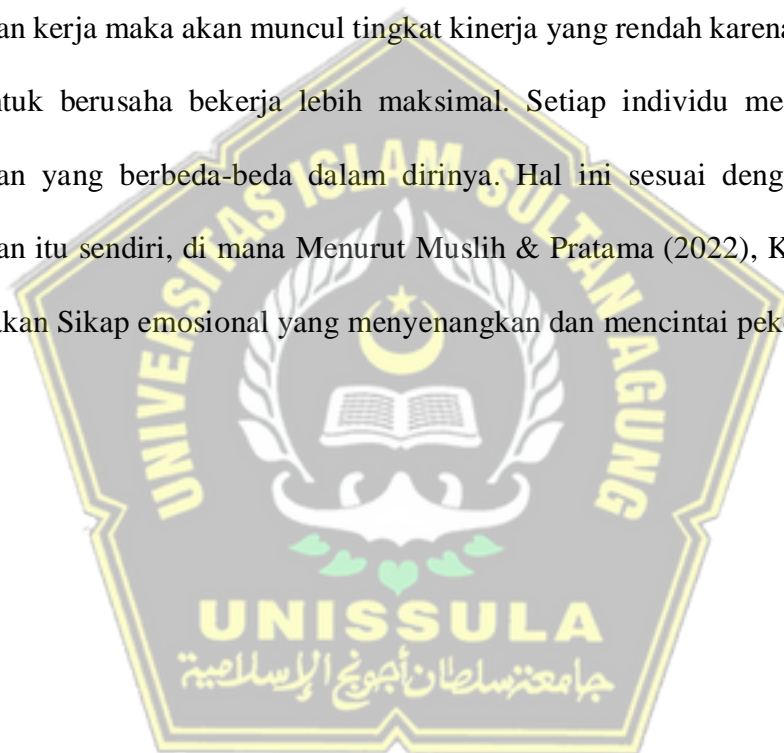 an kerja maka akan muncul tingkat kinerja yang rendah karena
tuk berusaha bekerja lebih maksimal. Setiap individu me
an yang berbeda-beda dalam dirinya. Hal ini sesuai deng
an itu sendiri, di mana Menurut Muslih & Pratama (2022), K
akan Sikap emosional yang menyenangkan dan mencintai pek
UNIVERSITAS ISLAM SULTAN AGUNG
UNISSULA
جامعة سلطان أجونج الإسلامية